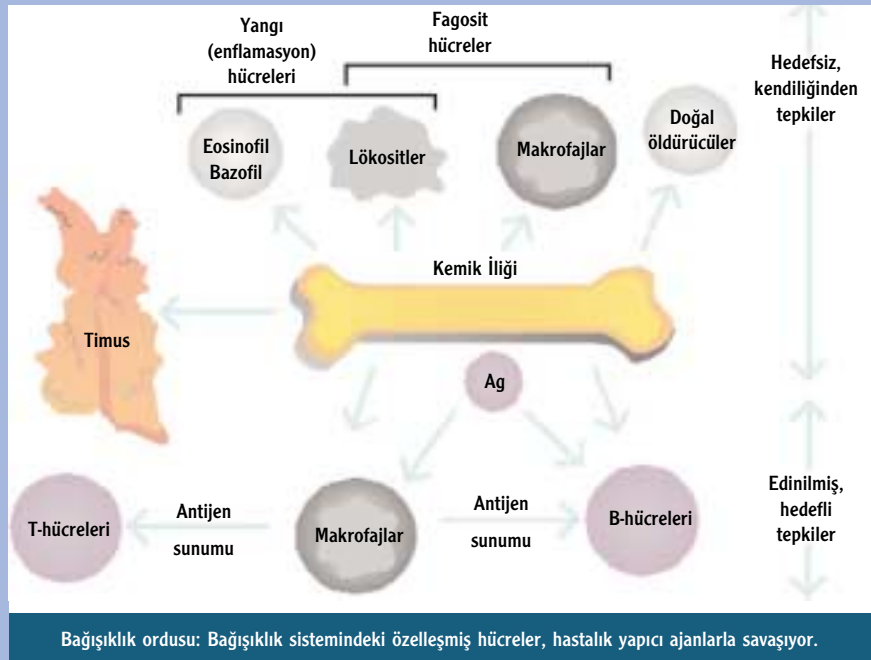 Yangı
(enflamasyon)
hücreleri
Fagosit
hücreler
Hedefsiz,
kendiliğinden
tepkiler
Eosinofil
Bazofil
Lökositler
Makrofajlar
Doğal
öldürücüler
Kemik İliği
Timus
Ag
T-hücreleri
Antijen
sunumu
Makrofajlar
Antijen
sunumu
B-hücreleri
Edinilmiş,
hedefli
tepkiler
Bağışıklık ordusu: Bağışıklık sistemindeki özelleşmiş hücreler, hastalık yapıcı ajanlarla savaşıyor.